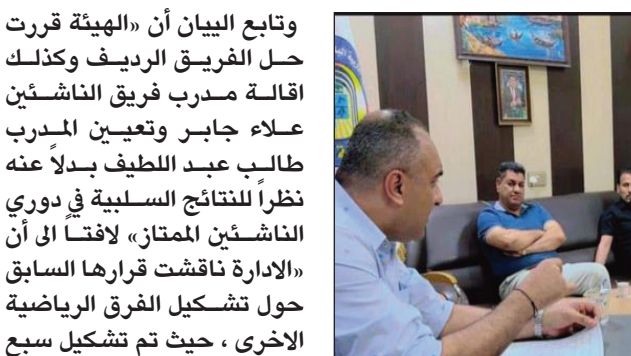 وتابع البيان أن «الهيئة قررت
حل الفريق الرديف وكذلك
اقالة مدرب فريق الناشئين
علاء جابر وتعيين المدرب
طالب عبد اللطيف بدلاً عنه
نظراً للنتائج السلبية في دوري
الناشئين الممتاز» لافتاً الى أن
«الادارة ناقشت قرارها السابق
حول تشكيل الفرق الرياضية
الاخرى ، حيث تم تشكيل سبع